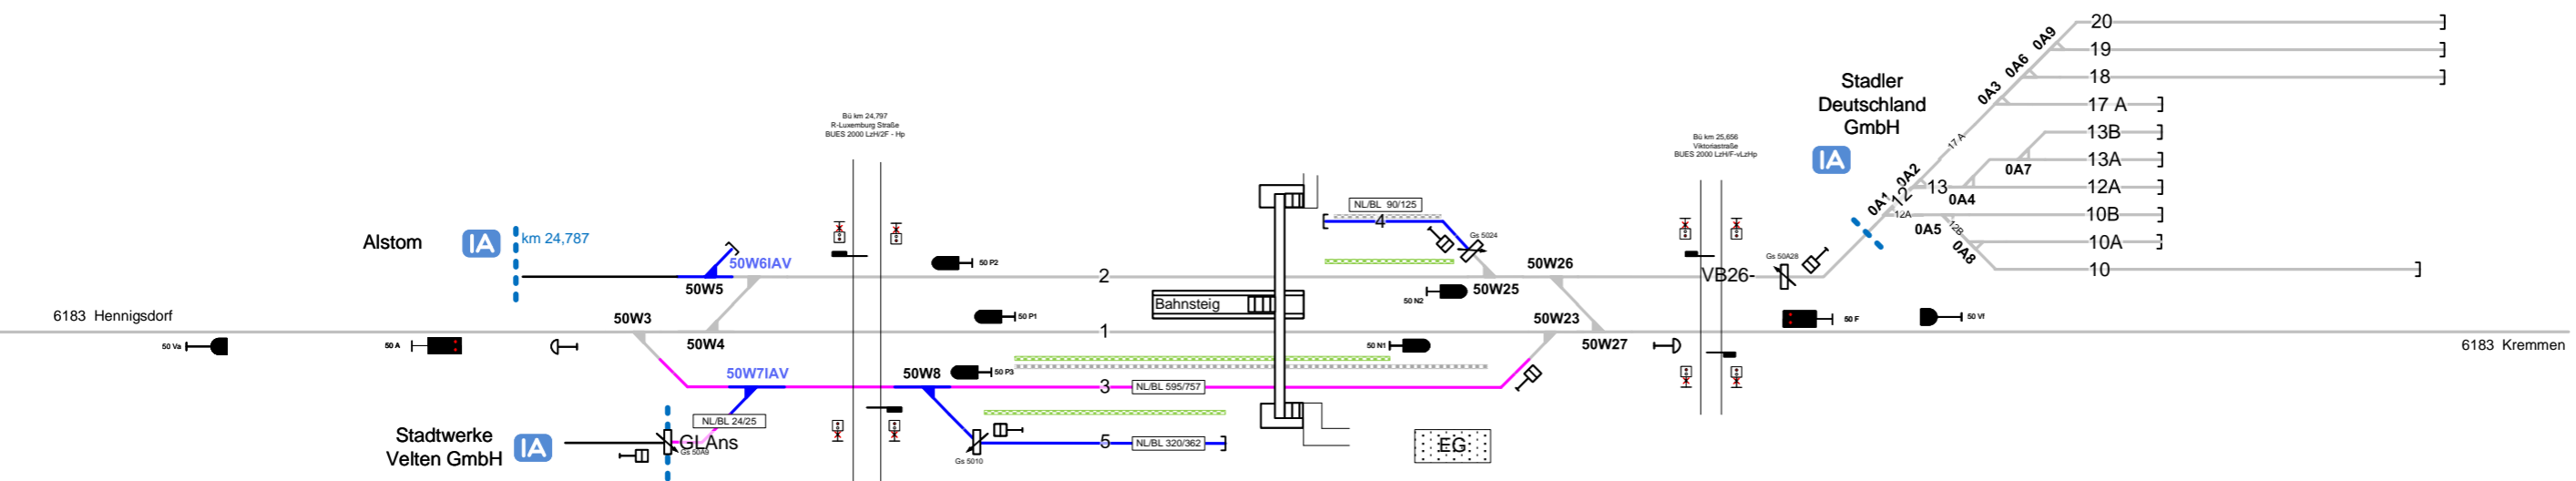 20
0A9
19
0A6
18
0A3
17 A
Stadler
Deutschland
GmbH
IA
13B
17 A
13A
0A7
0A2
13
12A
0A4
12
0A1
12A
10B
0A5
12B
10A
0A8
10
Bü km 24,797
R-Luxemburg Straße
BUES 2000 LzH/2F - Hp
Bü km 25,656
Viktoriastraße
BUES 2000 LzH/F-vLzHp
NL/BL 90/125
4
Gs 5024
Alstom
IA
km 24,787
50W6IAV
50W5
50 P2
2
50W26
50W25
VB26-
Gs 50A28
50 N2
Bahnsteig
6183 Hennigsdorf
50W3
50 P1
50W23
50 F
50 Vf
1
50 Va
50 A
50W4
50 N1
50W27
6183 Kremmen
50W7IAV
50W8
50 P3
3
NL/BL 595/757
NL/BL 24/25
Stadtwerke
Velten GmbH
IA
GLAns
Gs 50A9
Gs 5010
5
NL/BL 320/362
EG